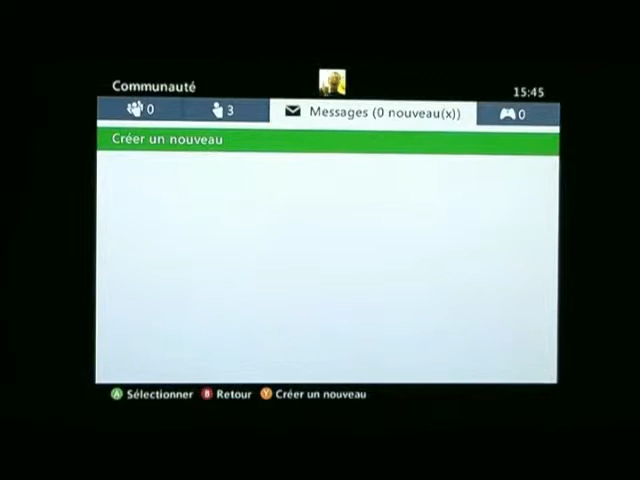 Communauté
15:45
0
3
Messages (0 nouveau(x))
0
Créer un nouveau
A Sélectionner B Retour Y Créer un nouveau